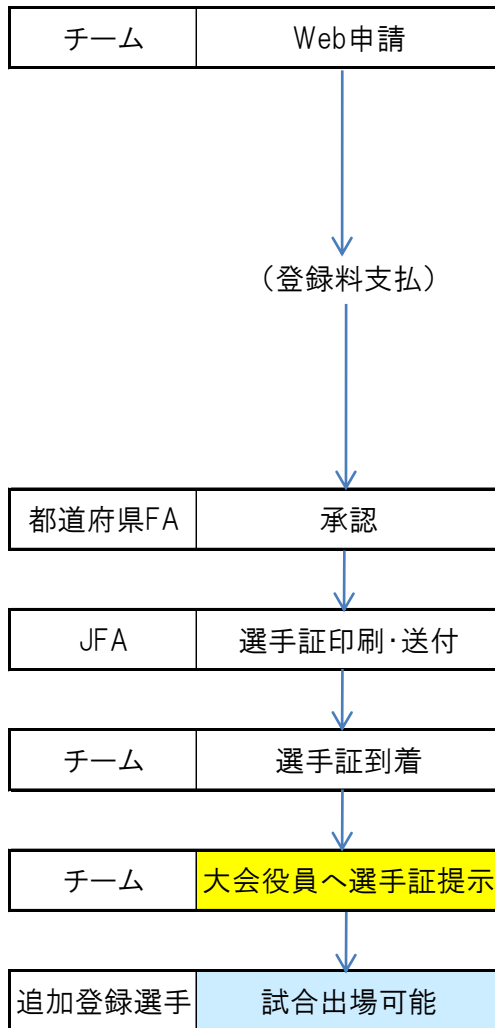 チーム Web申請
（登録料支払）
都道府県FA 承認
JFA 選手証印刷・送付
チーム 選手証到着
チーム 大会役員へ選手証提示
追加登録選手 試合出場可能